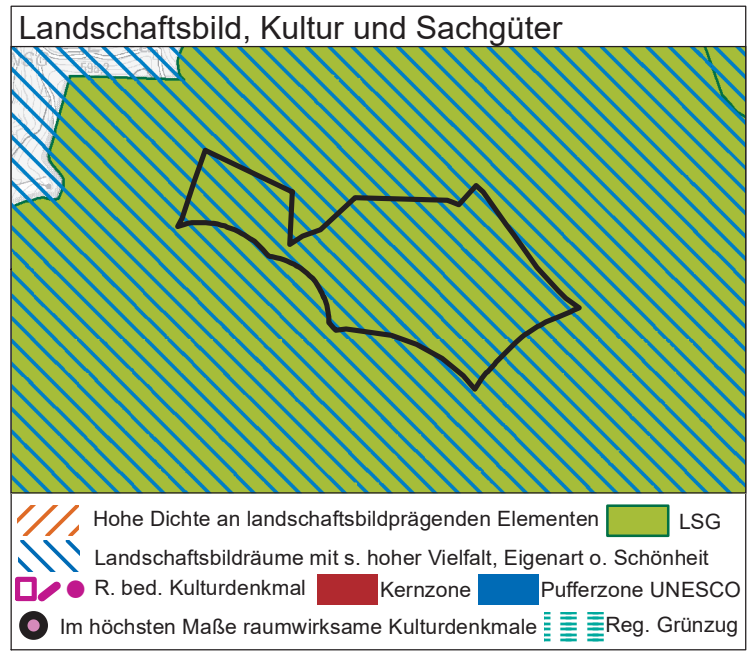 Landschaftsbild, Kultur und Sachgüter
Hohe Dichte an landschaftsbildprägenden Elementen LSG
Landschaftsbildräume mit s. hoher Vielfalt, Eigenart o. Schönheit
R. bed. Kulturdenkmal Kernzone Pufferzone UNESCO
Im höchsten Maße raumwirksame Kulturdenkmale Reg. Grünzug